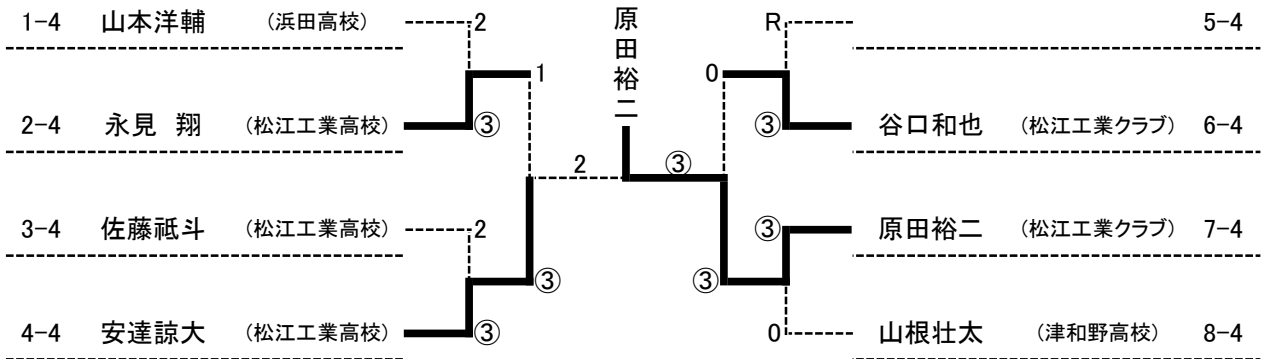 1-4 山本洋輔 (浜田高校) 2
原田裕二
R 5-4
1
0
2-4 永見 翔 (松江工業高校) ③
③ 谷口和也 (松江工業クラブ) 6-4
2 ③
3-4 佐藤祗斗 (松江工業高校) 2
③ 原田裕二 (松江工業クラブ) 7-4
③
③
4-4 安達諒大 (松江工業高校) ③
0 山根壮太 (津和野高校) 8-4